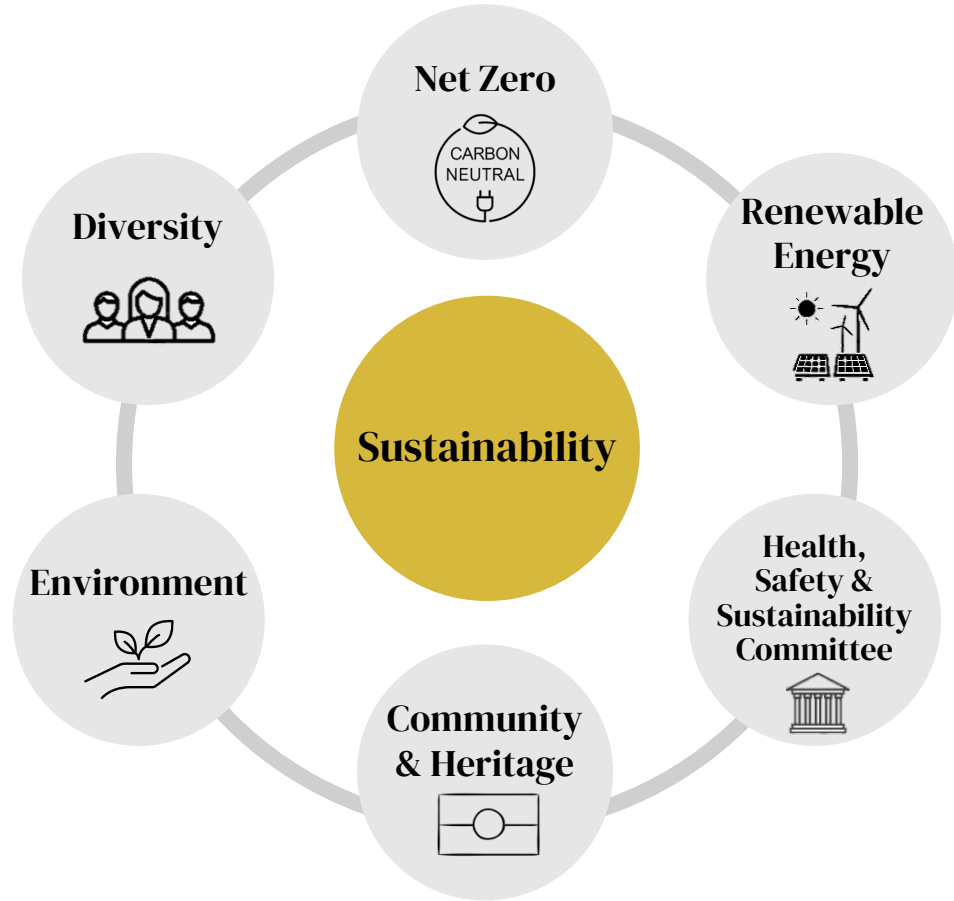 Net Zero
CARBON
NEUTRAL
Diversity
Renewable
Energy
Sustainability
Environment
Health,
Safety &
Sustainability
Committee
Community
& Heritage